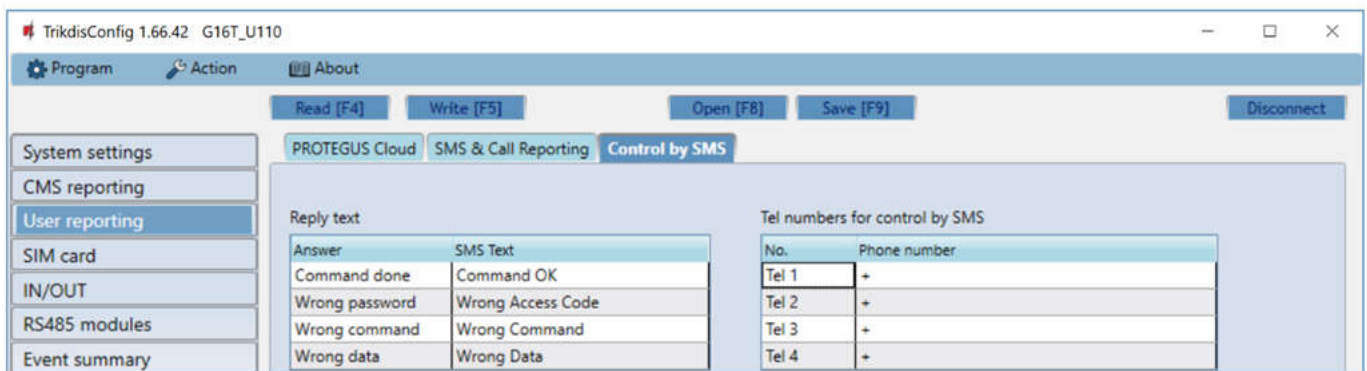 TrikdisConfig 1.66.42 G16T_U110
Program Action About
Read [F4] Write [F5] Open [F8] Save [F9] Disconnect
System settings
CMS reporting
User reporting
SIM card
IN/OUT
RS485 modules
Event summary
PROTEGUS Cloud SMS & Call Reporting Control by SMS
Reply text
Answer SMS Text
Command done Command OK
Wrong password Wrong Access Code
Wrong command Wrong Command
Wrong data Wrong Data
Tel numbers for control by SMS
No. Phone number
Tel 1 +
Tel 2 +
Tel 3 +
Tel 4 +